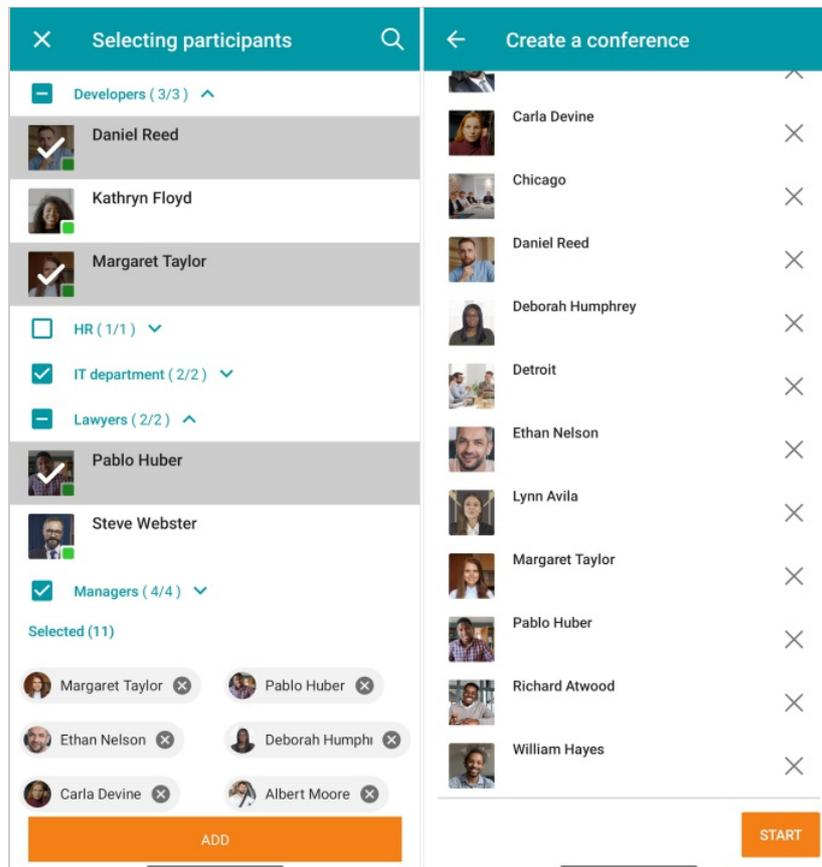 Selecting participants
Developers ( 3/3 )
Daniel Reed
Kathryn Floyd
Margaret Taylor
HR ( 1/1 )
IT department ( 2/2 )
Lawyers ( 2/2 )
Pablo Huber
Steve Webster
Managers ( 4/4 )
Selected (11)
Margaret Taylor
Pablo Huber
Ethan Nelson
Deborah Humphr
Carla Devine
Albert Moore
ADD
Create a conference
Carla Devine
Chicago
Daniel Reed
Deborah Humphrey
Detroit
Ethan Nelson
Lynn Avila
Margaret Taylor
Pablo Huber
Richard Atwood
William Hayes
START